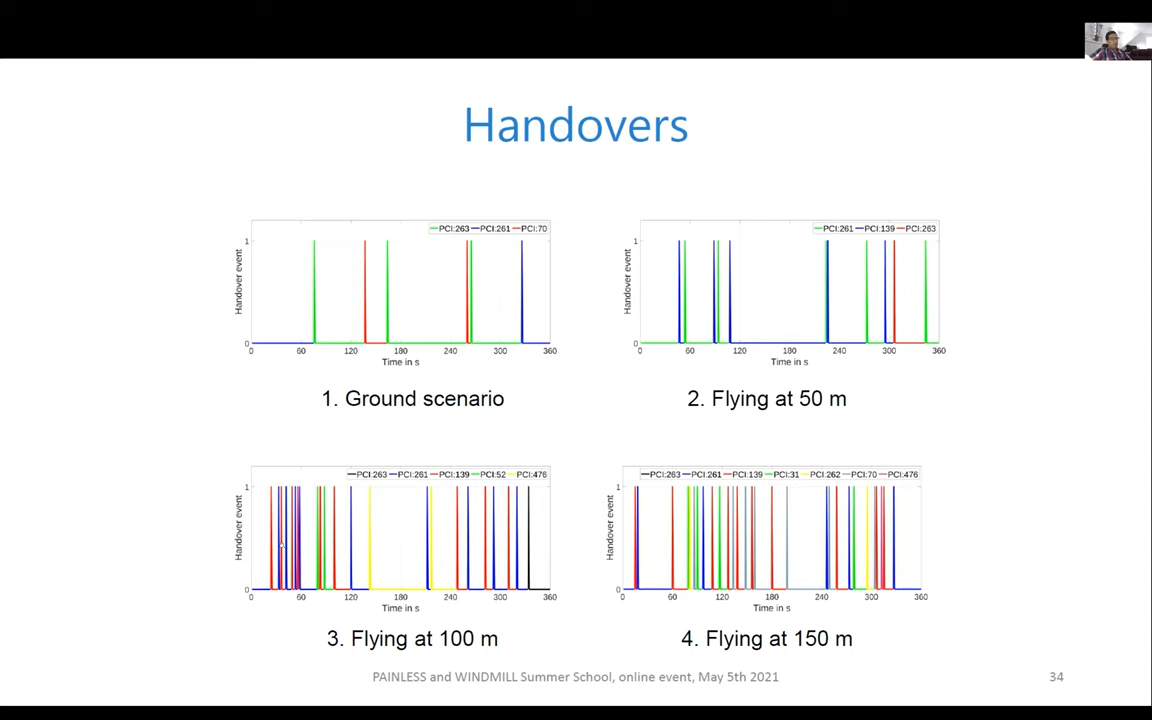 Handovers
PCI:263 PCI:261 PCI:70
1
Handover event
0
0 60 120 180 240 300 360
Time in s
1. Ground scenario
PCI:261 PCI:139 PCI:263
1
Handover event
0
0 60 120 180 240 300 360
Time in s
2. Flying at 50 m
PCI:263 PCI:261 PCI:139 PCI:52 PCI:476
1
Handover event
0
0 60 120 180 240 300 360
Time in s
3. Flying at 100 m
PCI:263 PCI:261 PCI:139 PCI:31 PCI:262 PCI:70 PCI:476
1
Handover event
0
0 60 120 180 240 300 360
Time in s
4. Flying at 150 m
PAINLESS and WINDMILL Summer School, online event, May 5th 2021
34